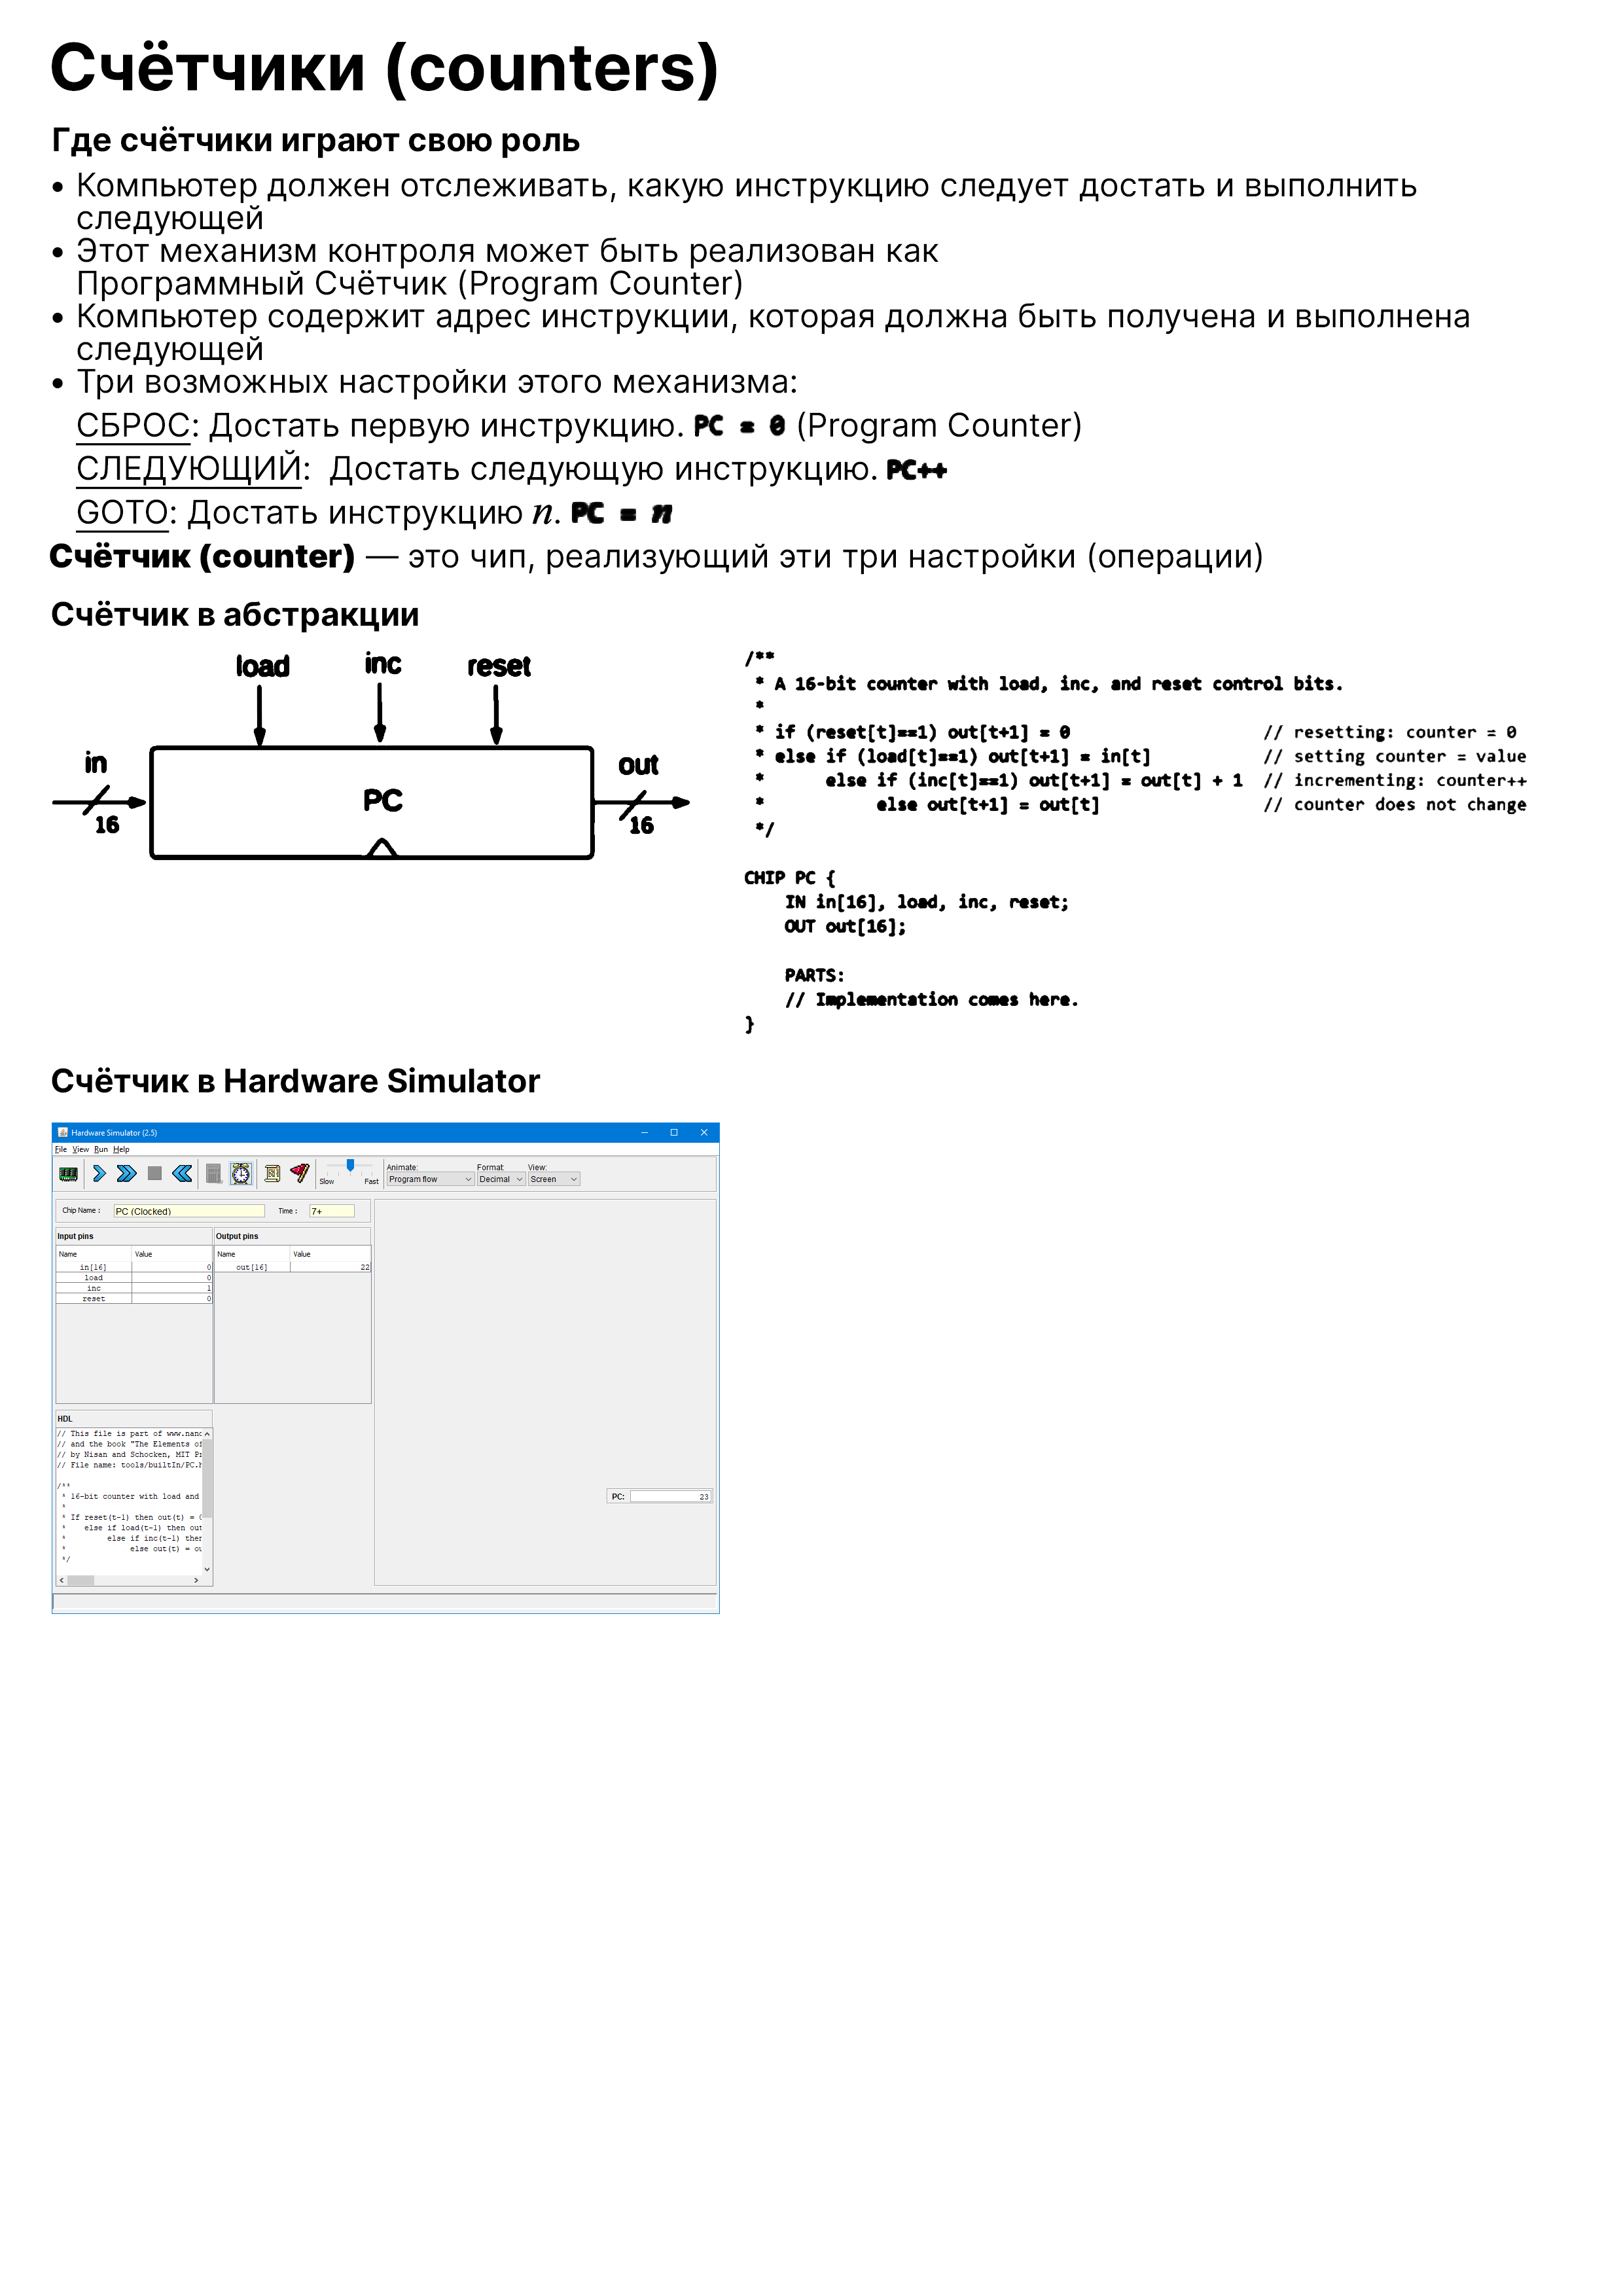 Счётчики (counters)
Где счётчики играют свою роль
• Компьютер должен отслеживать, какую инструкцию следует достать и выполнить
следующей
• Этот механизм контроля может быть реализован как
Программный Счётчик (Program Counter)
• Компьютер содержит адрес инструкции, которая должна быть получена и выполнена
следующей
• Три возможных настройки этого механизма:
СБРОС: Достать первую инструкцию. PC = 0 (Program Counter)
СЛЕДУЮЩИЙ: Достать следующую инструкцию. PC++
GOTO: Достать инструкцию n. PC = n
Счётчик (counter) — это чип, реализующий эти три настройки (операции)
Счётчик в абстракции
load inc reset
in
out
PC
16
16
/**
* A 16-bit counter with load, inc, and reset control bits.
*
* if (reset[t]==1) out[t+1] = 0 // resetting: counter = 0
* else if (load[t]==1) out[t+1] = in[t] // setting counter = value
* else if (inc[t]==1) out[t+1] = out[t] + 1 // incrementing: counter++
* else out[t+1] = out[t] // counter does not change
*/
CHIP PC {
IN in[16], load, inc, reset;
OUT out[16];
PARTS:
// Implementation comes here.
}
Счётчик в Hardware Simulator
Hardware Simulator (2.5)
File View Run Help
Animate: Format: View:
Slow Fast Program flow Decimal Screen
Chip Name : PC (Clocked) Time : 7+
Input pins Output pins
Name Value Name Value
in[16] 0 out[16] 22
load 0
inc 1
reset 0
HDL
// This file is part of www.nand
// and the book "The Elements of
// by Nisan and Schocken, MIT Pr
// File name: tools/builtIn/PC.h
/**
* 16-bit counter with load and
*
* If reset(t-1) then out(t) = 0
* else if load(t-1) then out
* else if inc(t-1) then
* else out(t) = ou
*/
PC: 23